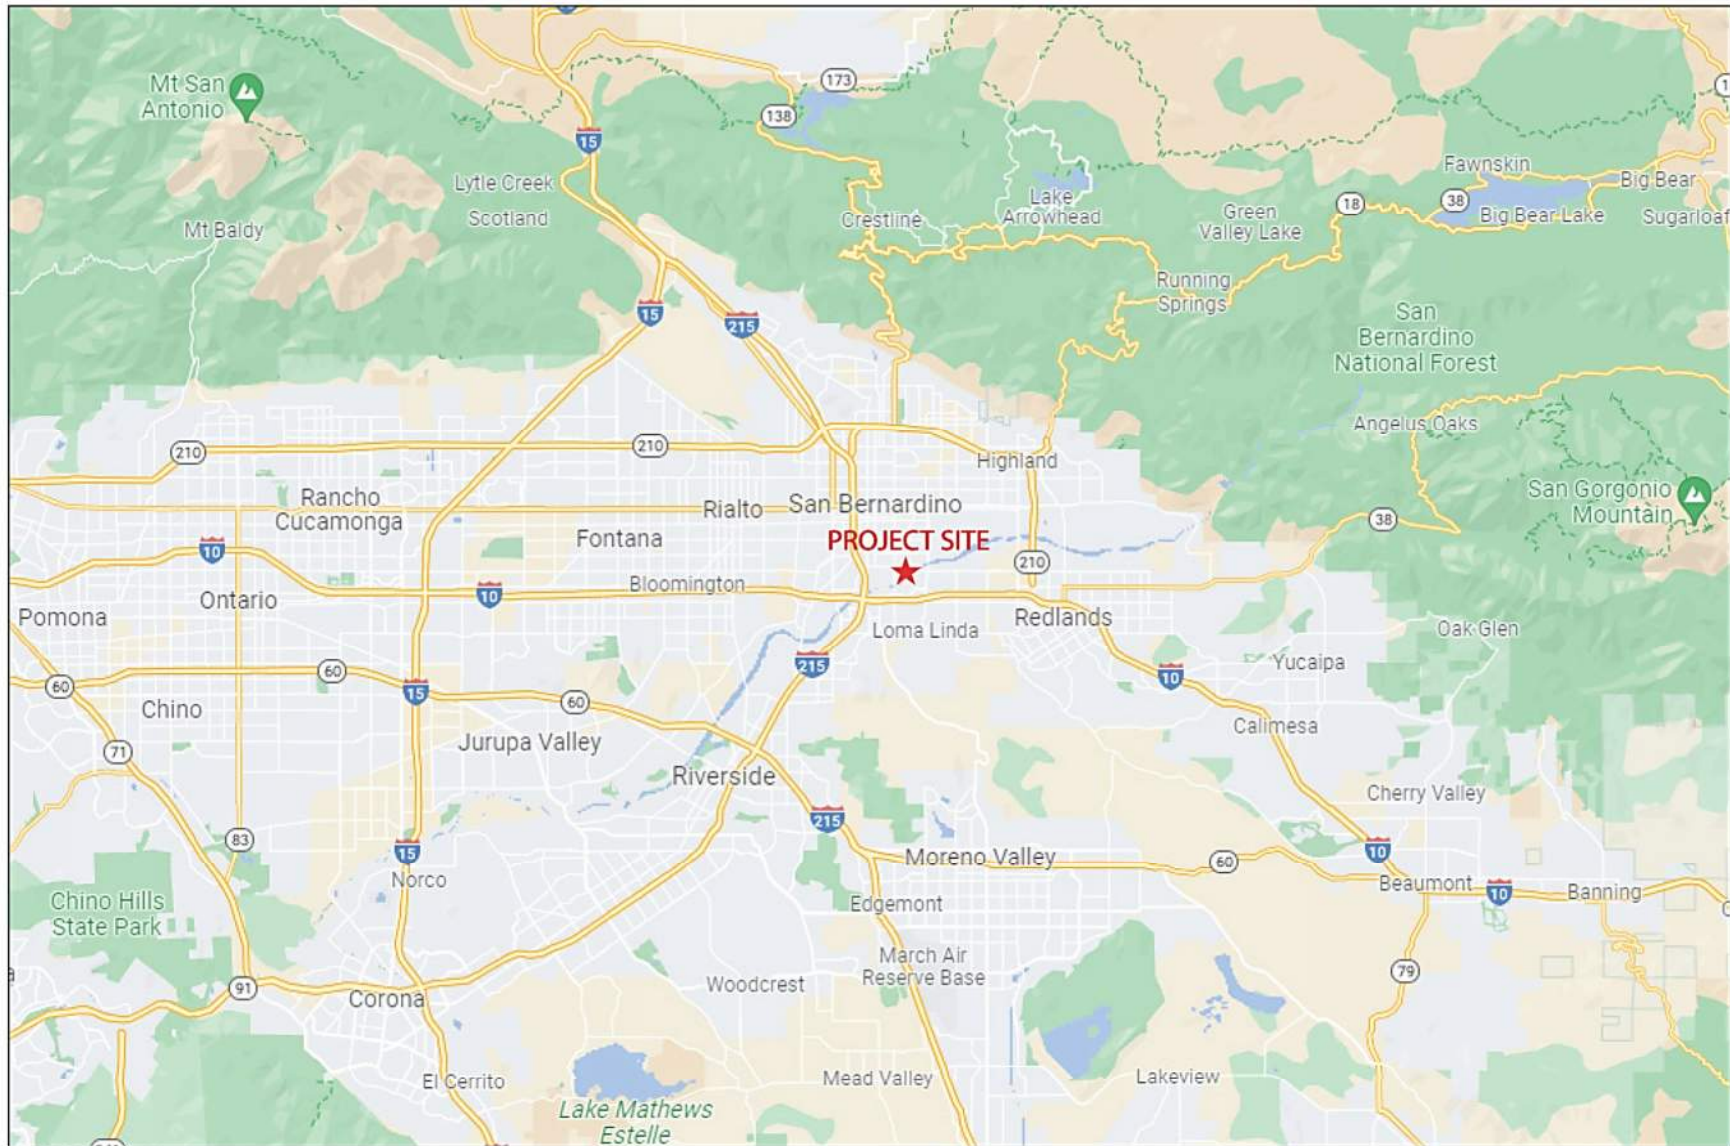 173
Mt San
Antonio
138
15
Lytle Creek
Scotland
Mt Baldy
Crestline
Lake
Arrowhead
Green
Valley Lake
18
38
Fawnskin
Big Bear
Big Bear Lake
Sugarloaf
Running
Springs
15
215
San
Bernardino
National Forest
Angelus Oaks
210
210
Highland
Rancho
Cucamonga
Rialto
San Bernardino
San Gorgonio
Mountain
38
Fontana
PROJECT SITE
10
210
10
Bloomington
Pomona
Ontario
Redlands
Loma Linda
Oak Glen
Yucaipa
60
60
15
215
10
60
Chino
Calimesa
71
Jurupa Valley
Riverside
Cherry Valley
83
215
15
10
Moreno Valley
60
Norco
Beaumont
10
Banning
Chino Hills
State Park
Edgemont
March Air
Reserve Base
79
91
Corona
Woodcrest
El Cerrito
Mead Valley
Lakeview
Lake Mathews
Estelle